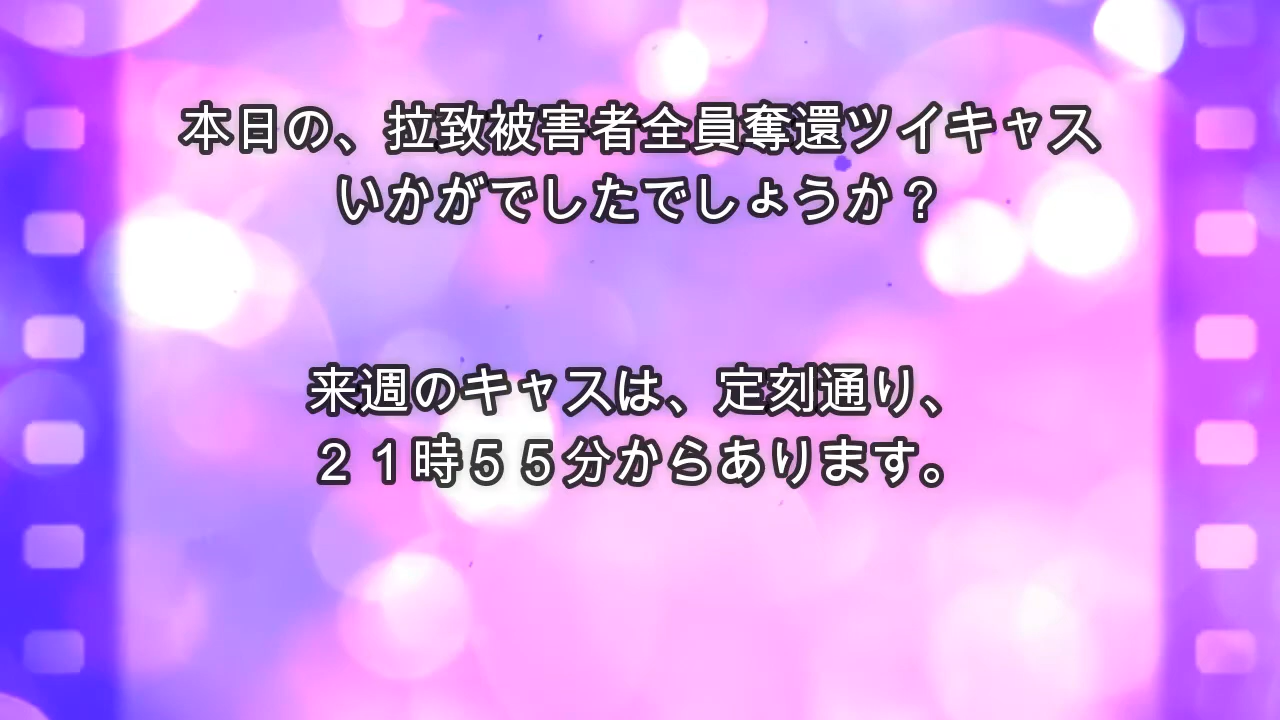 本日の、拉致被害者全員奪還ツイキャス
いかがでしたでしょうか？
来週のキャスは、定刻通り、
２１時５５分からあります。